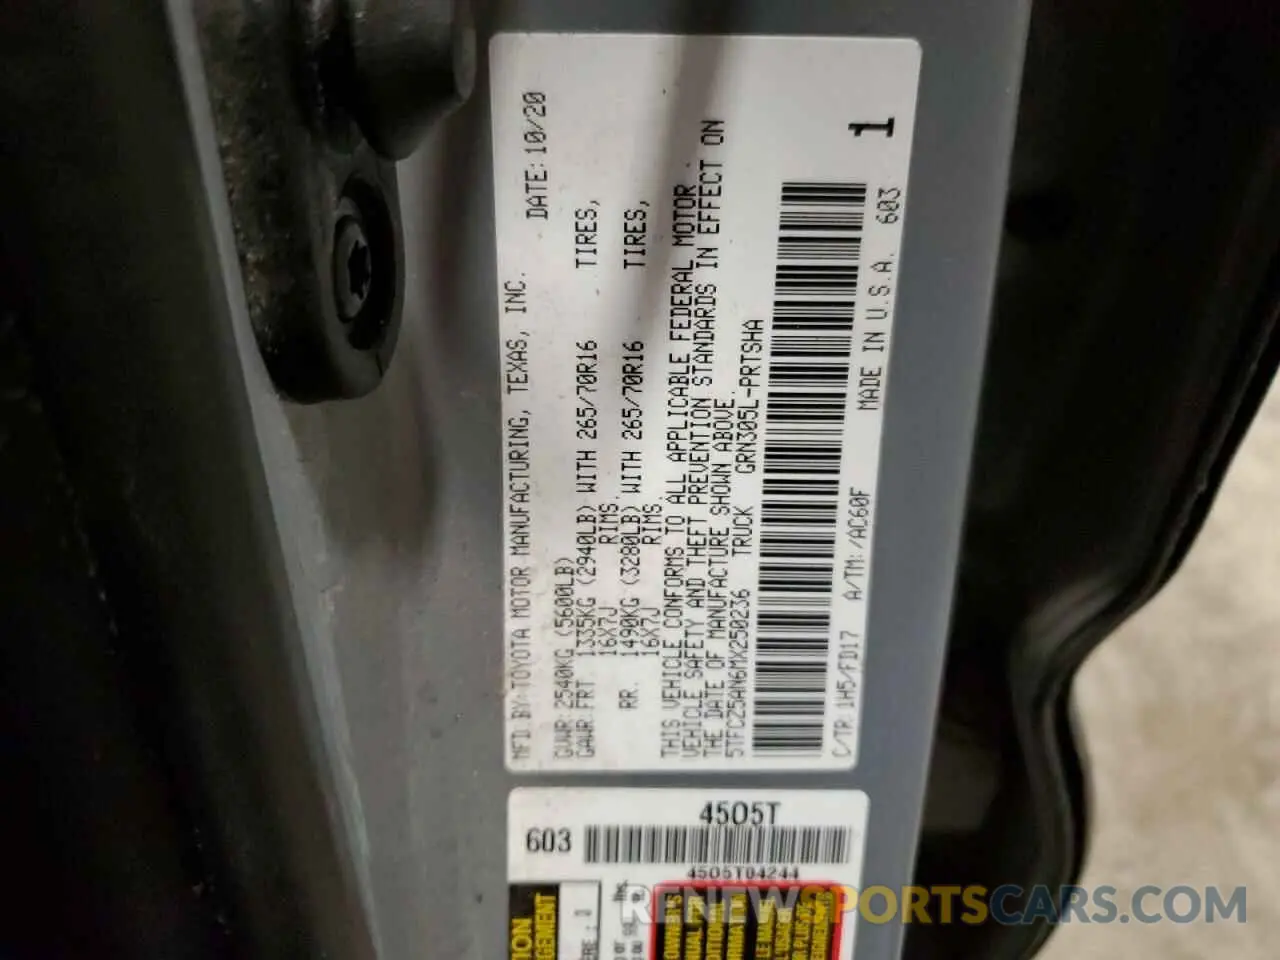 MFD. BY: TOYOTA MOTOR MANUFACTURING, TEXAS, INC. DATE: 10/20
GVWR: 2540KG (5600LB)
GAWR: FRT. 1335KG (2940LB) WITH 265/70R16 TIRES,
16X7J RIMS.
RR. 1490KG (3280LB) WITH 265/70R16 TIRES,
16X7J RIMS.
THIS VEHICLE CONFORMS TO ALL APPLICABLE FEDERAL MOTOR
VEHICLE SAFETY AND THEFT PREVENTION STANDARDS IN EFFECT ON
THE DATE OF MANUFACTURE SHOWN ABOVE.
5TFCZ5AN6MX250236 TRUCK GRN305L-PRTSHA
1
C/TR: 1H5/FD17 A/TM: /AC60F MADE IN U.S.A. 603
4505T
603
4505T04244
RENEWSPORTSCARS.COM